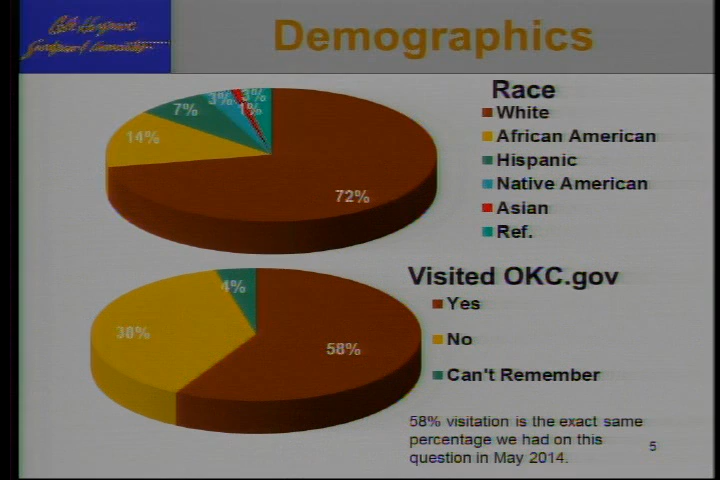 Demographics
Race
White
African American
Hispanic
Native American
Asian
Ref.
72%
14%
7%
3%
1%
3%
Visited OKC.gov
Yes
No
Can't Remember
58%
38%
4%
58% visitation is the exact same
percentage we had on this
question in May 2014.
5